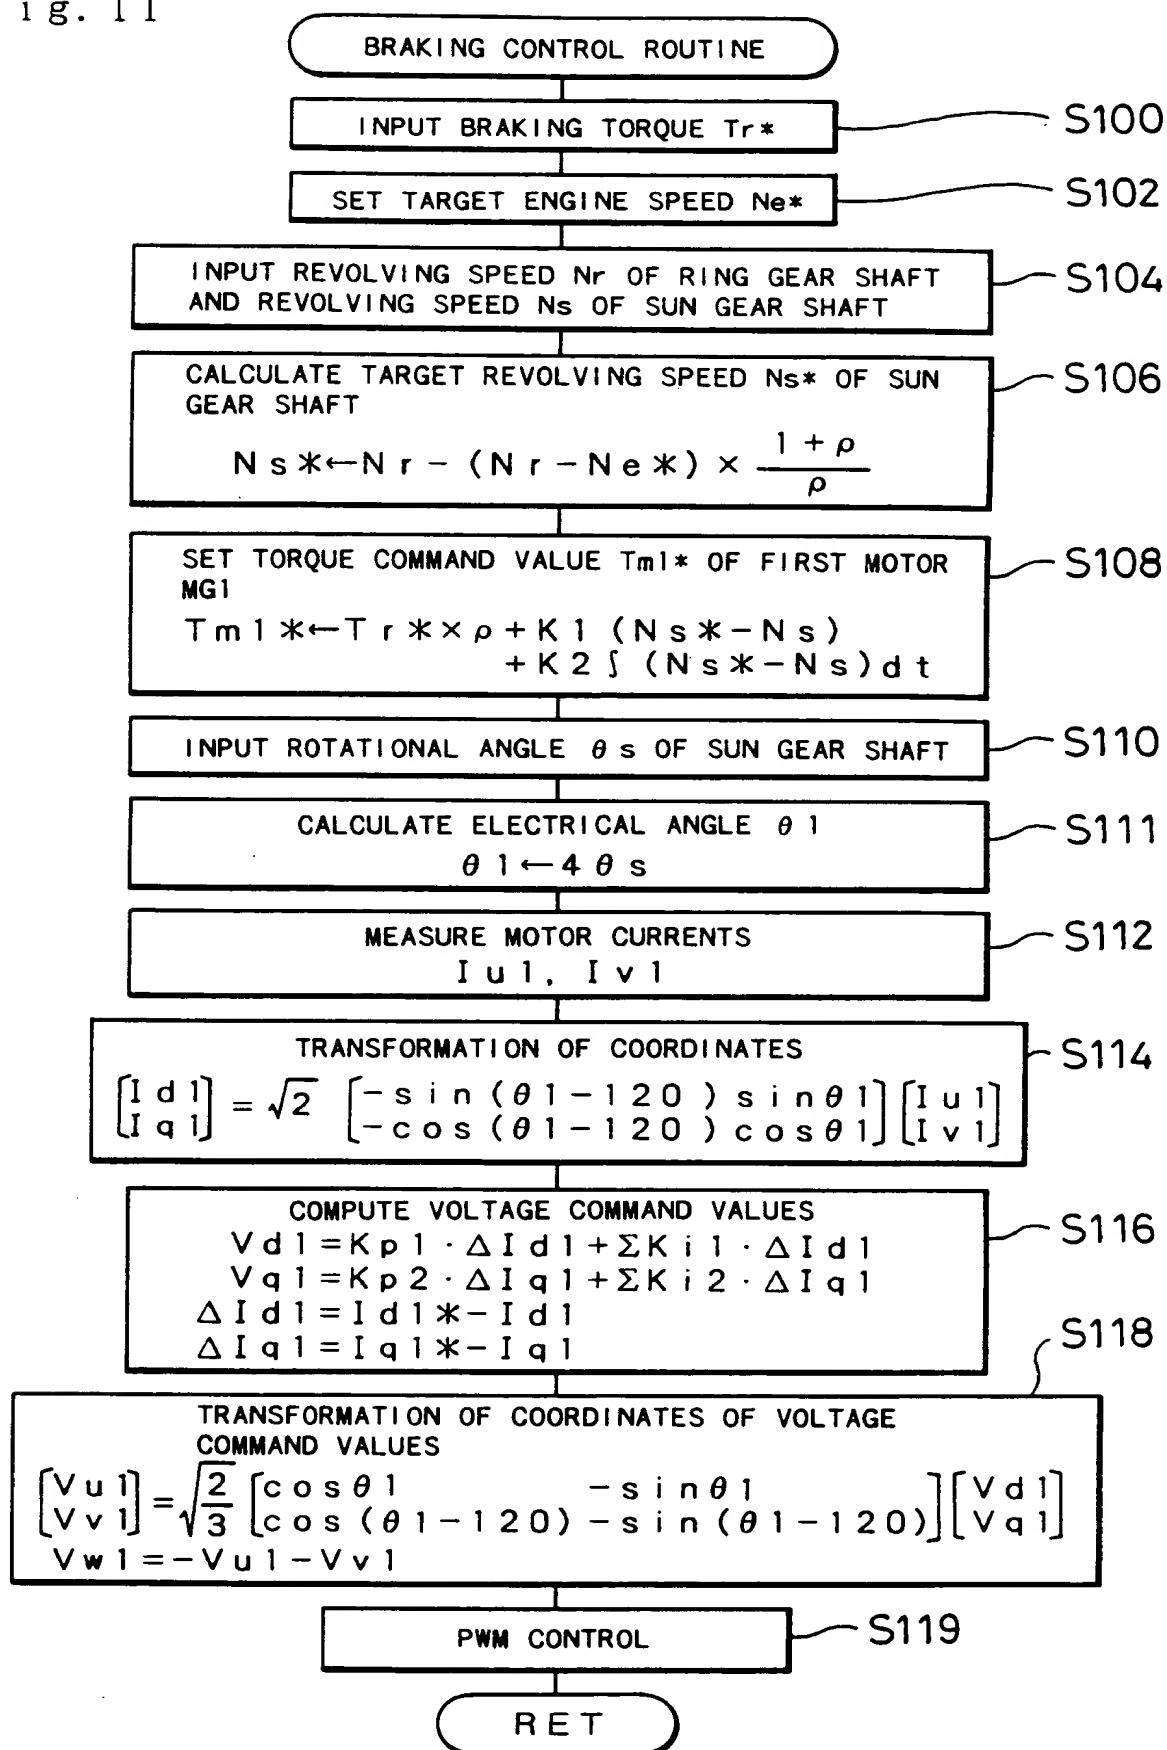 ig. 11
BRAKING CONTROL ROUTINE
INPUT BRAKING TORQUE Tr*
S100
SET TARGET ENGINE SPEED Ne*
S102
INPUT REVOLVING SPEED Nr OF RING GEAR SHAFT
AND REVOLVING SPEED Ns OF SUN GEAR SHAFT
S104
CALCULATE TARGET REVOLVING SPEED Ns* OF SUN
GEAR SHAFT
S106
Ns*←Nr-(Nr-Ne*)×(1+ρ)/ρ
SET TORQUE COMMAND VALUE Tm1* OF FIRST MOTOR
MG1
S108
Tm1*←Tr*×ρ+K1(Ns*-Ns)
+K2∫(Ns*-Ns)dt
INPUT ROTATIONAL ANGLE θs OF SUN GEAR SHAFT
S110
CALCULATE ELECTRICAL ANGLE θ1
θ1←4θs
S111
MEASURE MOTOR CURRENTS
Iu1, Iv1
S112
TRANSFORMATION OF COORDINATES
S114
[Id1] = √2 [-sin(θ1-120) sinθ1] [Iu1]
[Iq1] [-cos(θ1-120) cosθ1] [Iv1]
COMPUTE VOLTAGE COMMAND VALUES
S116
Vd1=Kp1·ΔId1+ΣKi1·ΔId1
Vq1=Kp2·ΔIq1+ΣKi2·ΔIq1
ΔId1=Id1*-Id1
ΔIq1=Iq1*-Iq1
S118
TRANSFORMATION OF COORDINATES OF VOLTAGE
COMMAND VALUES
[Vu1] =√(2/3) [cosθ1 -sinθ1] [Vd1]
[Vv1] [cos(θ1-120) -sin(θ1-120)] [Vq1]
Vw1=-Vu1-Vv1
PWM CONTROL
S119
RET